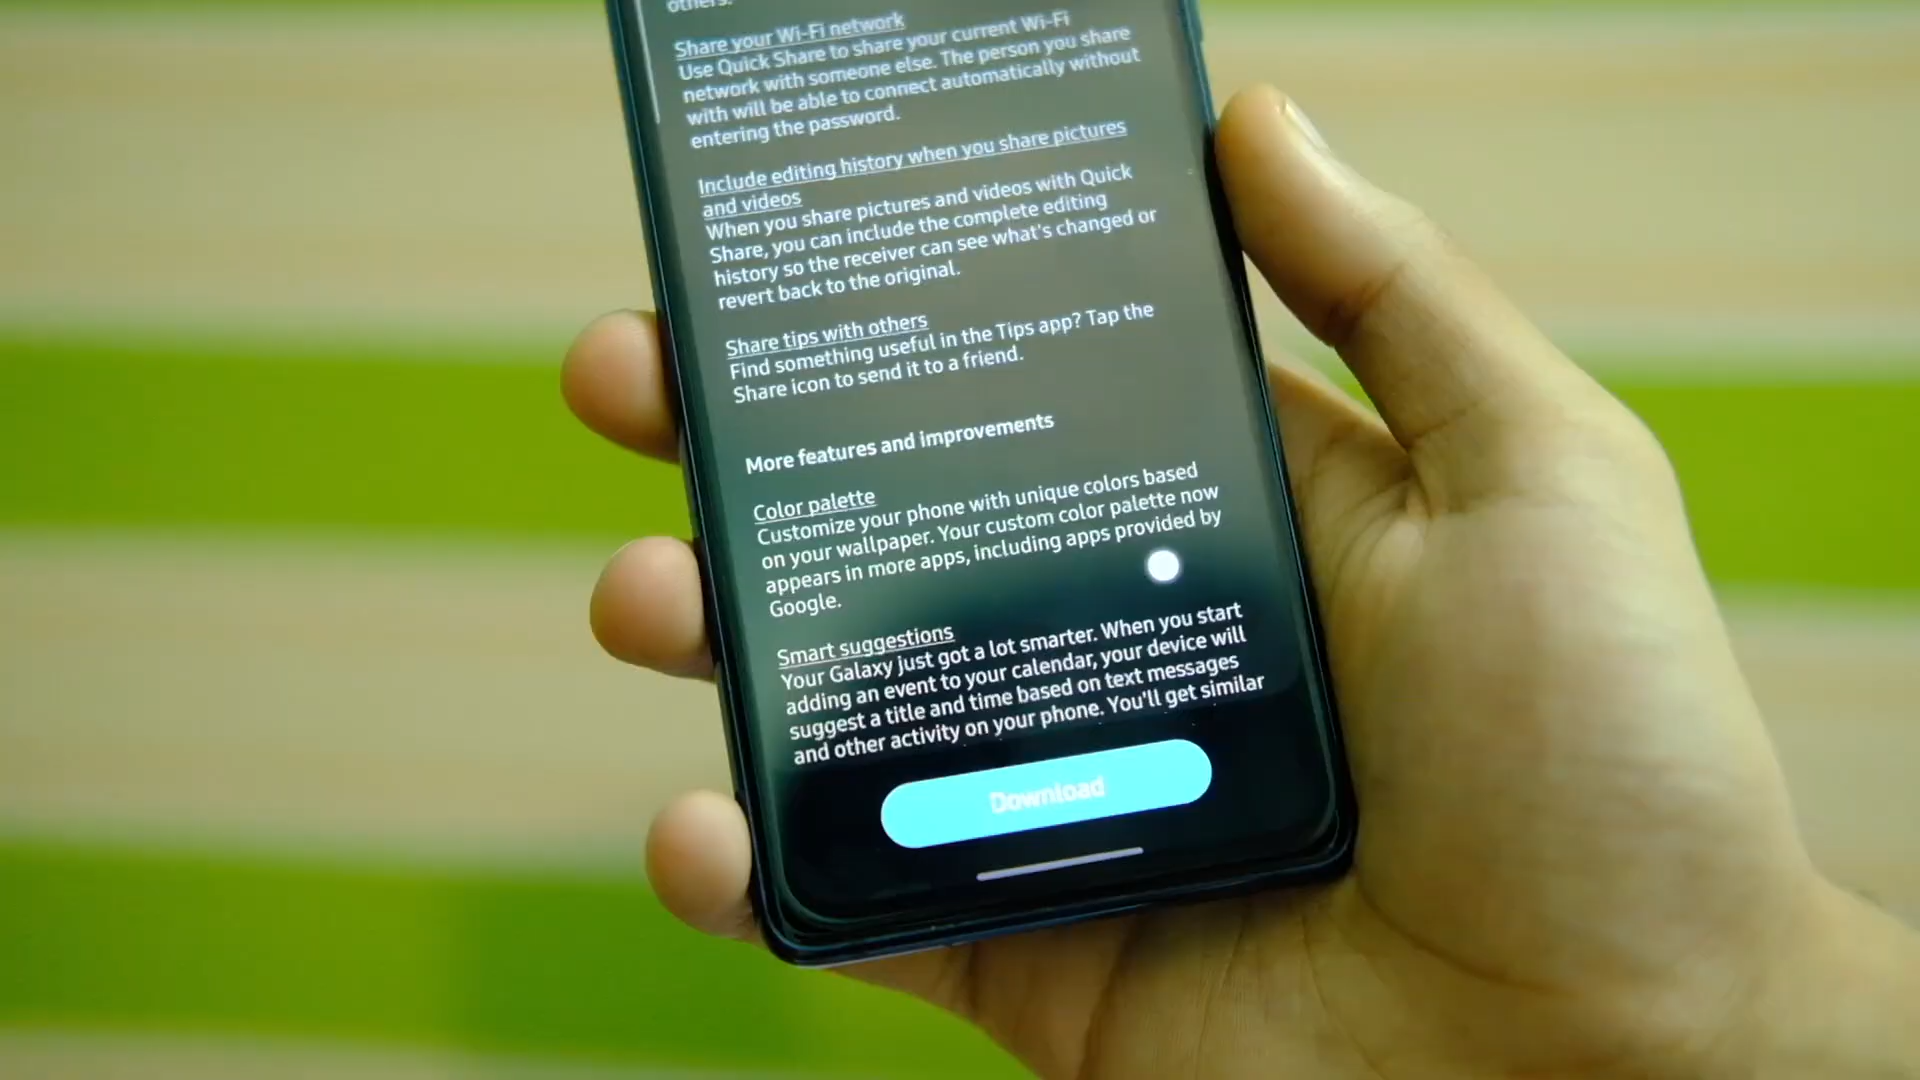 others.
Share your Wi-Fi network
Use Quick Share to share your current Wi-Fi
network with someone else. The person you share
with will be able to connect automatically without
entering the password.
Include editing history when you share pictures
and videos
When you share pictures and videos with Quick
Share, you can include the complete editing
history so the receiver can see what's changed or
revert back to the original.
Share tips with others
Find something useful in the Tips app? Tap the
Share icon to send it to a friend.
More features and improvements
Color palette
Customize your phone with unique colors based
on your wallpaper. Your custom color palette now
appears in more apps, including apps provided by
Google.
Smart suggestions
Your Galaxy just got a lot smarter. When you start
adding an event to your calendar, your device will
suggest a title and time based on text messages
and other activity on your phone. You'll get similar
Download